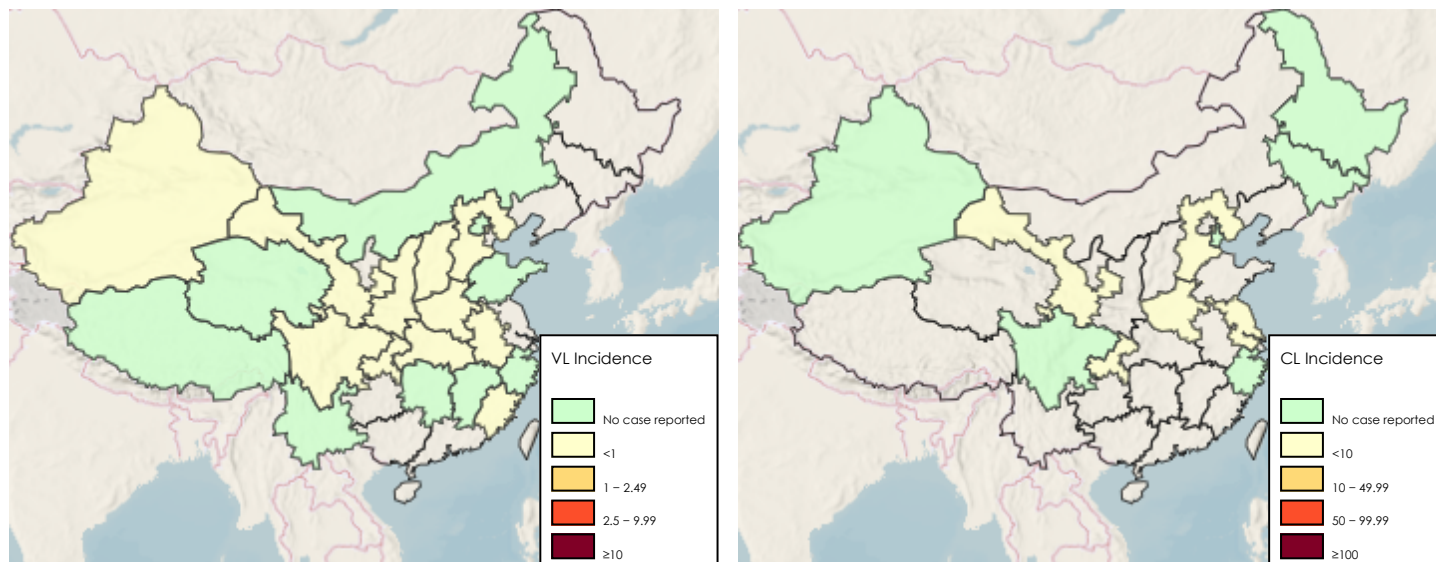 VL Incidence
No case reported
<1
1 – 2.49
2.5 – 9.99
≥10
CL Incidence
No case reported
<10
10 – 49.99
50 – 99.99
≥100